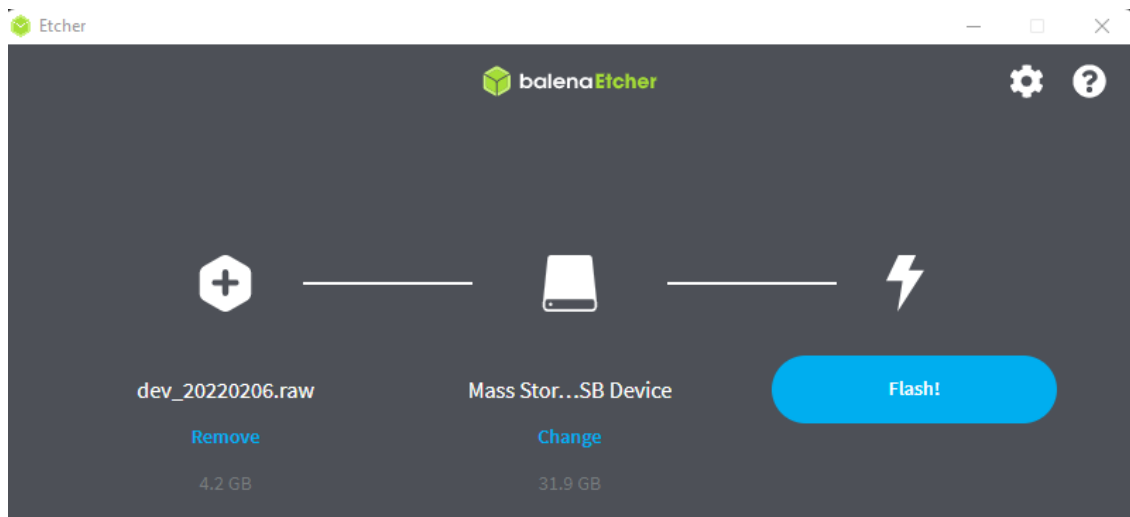 Etcher
balenaEtcher
dev_20220206.raw
Mass Stor...SB Device
Flash!
Remove
Change
4.2 GB
31.9 GB